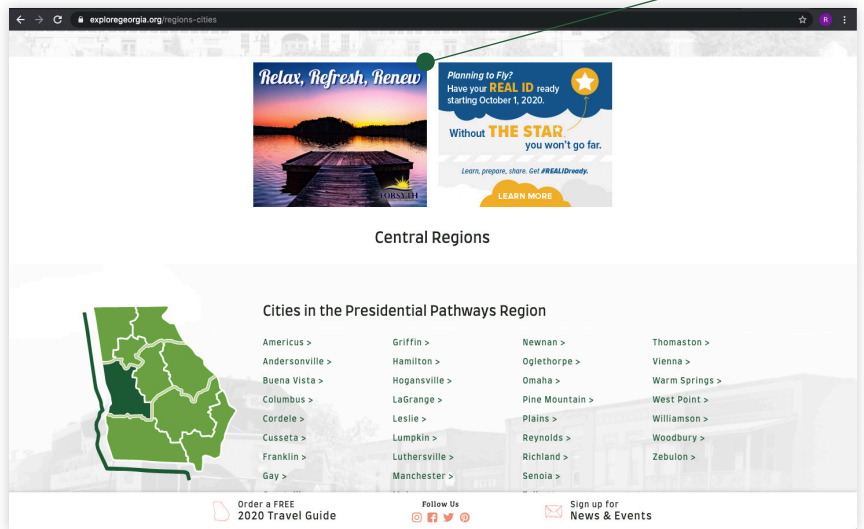 exploregeorgia.org/regions-cities
R
Relax, Refresh, Renew
FORSYTH
Planning to Fly?
Have your REAL ID ready
starting October 1, 2020.
Without THE STAR
you won't go far.
Learn, prepare, share. Get #REALIDready.
LEARN MORE
Central Regions
Cities in the Presidential Pathways Region
Americus >
Andersonville >
Buena Vista >
Columbus >
Cordele >
Cusseta >
Franklin >
Gay >
Griffin >
Hamilton >
Hogansville >
LaGrange >
Leslie >
Lumpkin >
Luthersville >
Manchester >
Newnan >
Oglethorpe >
Omaha >
Pine Mountain >
Plains >
Reynolds >
Richland >
Senoia >
Thomaston >
Vienna >
Warm Springs >
West Point >
Williamson >
Woodbury >
Zebulon >
Order a FREE
2020 Travel Guide
Follow Us
Sign up for
News & Events